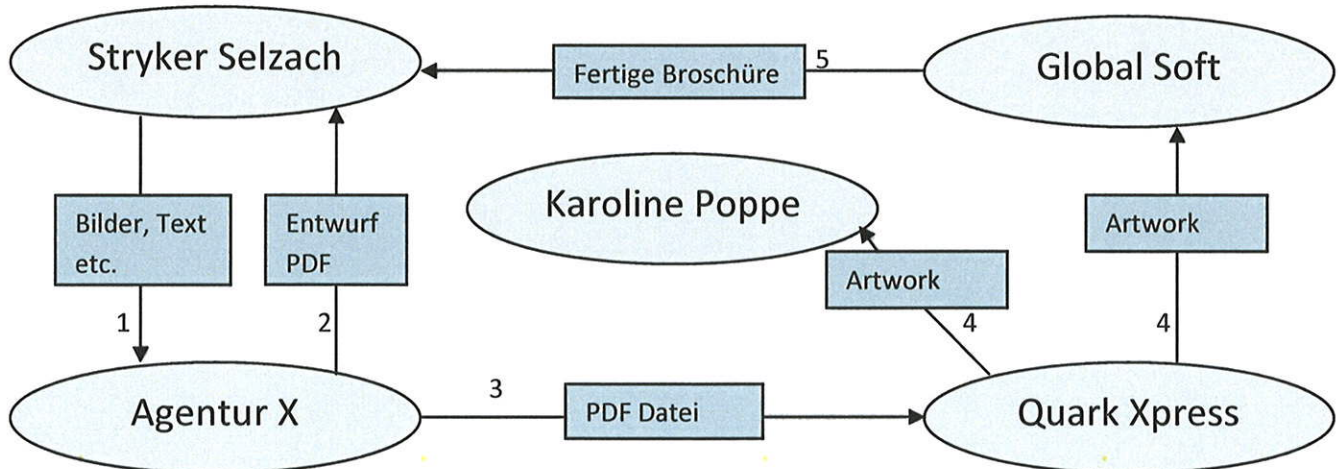 Stryker Selzach
Fertige Broschüre
5
Global Soft
Karoline Poppe
Bilder, Text
etc.
Entwurf
PDF
Artwork
Artwork
1
2
4
4
Agentur X
3
PDF Datei
Quark Xpress